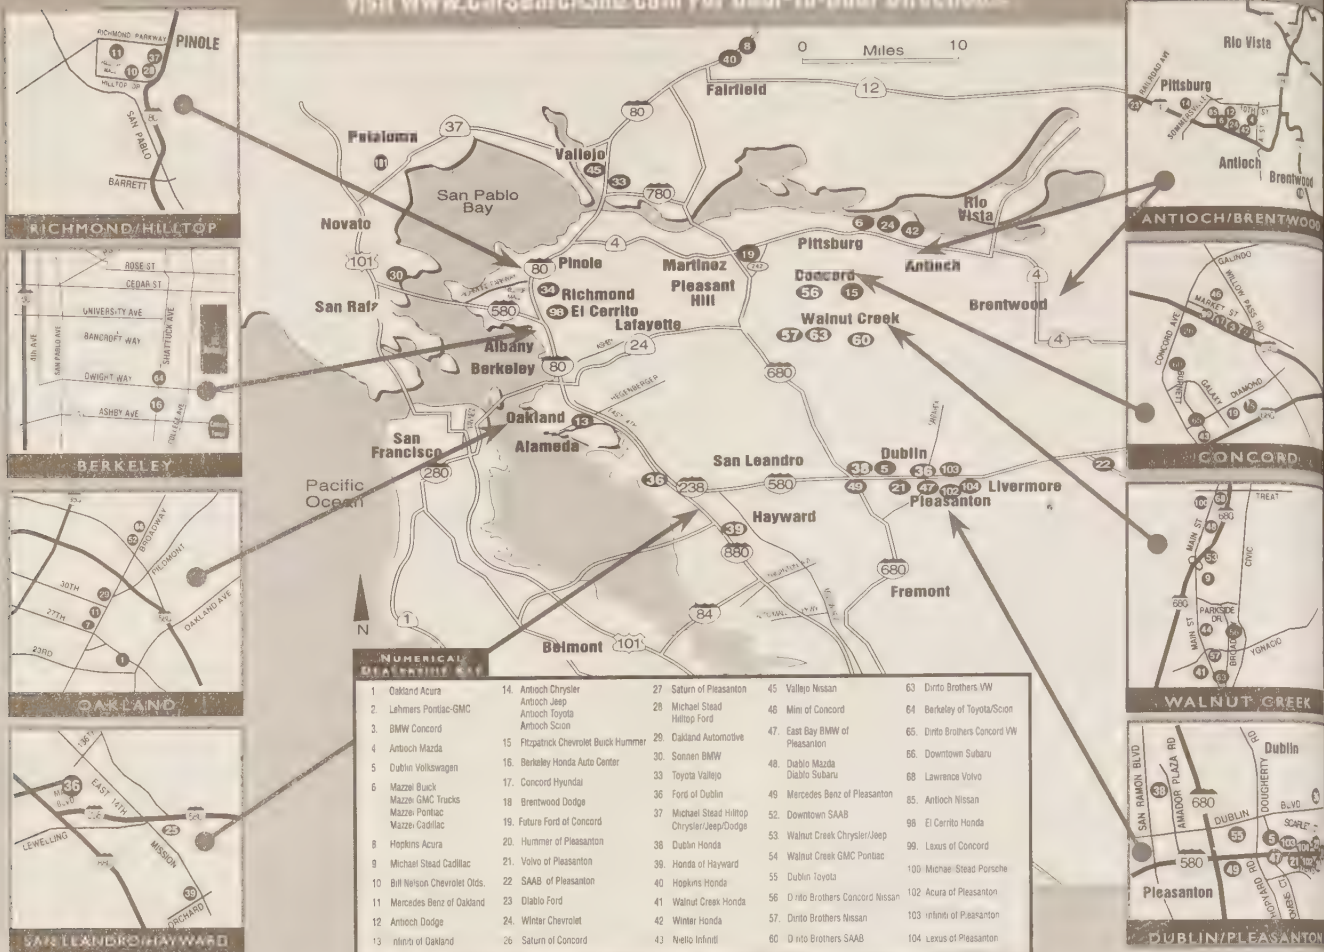 Visit www.CarSearchSME.com For Door-To-Door Directions
0 Miles 10
N
Fairfield
Petaluma
Vallejo
San Pablo Bay
Novato
San Rafael
Pinole
Richmond
El Cerrito
Albany
Berkeley
Martinez
Pleasant Hill
Lafayette
Pittsburg
Antioch
Rio Vista
Concord
Walnut Creek
Brentwood
Oakland
Alameda
San Francisco
Pacific Ocean
San Leandro
Dublin
Pleasanton
Livermore
Hayward
Fremont
Belmont
HEGENBERGER
ASHBY
RICHMOND PARKWAY
PINOLE
HILLTOP DR
SAN PABLO
BARRETT
RICHMOND/HILLTOP
ROSE ST
CEDAR ST
UNIVERSITY AVE
BANCROFT WAY
DWIGHT WAY
ASHBY AVE
SAN PABLO AVE
SHATTUCK AVE
COLLEGE AVE
BERKELEY
BROADWAY
PIEDMONT
30TH
27TH
23RD
OAKLAND AVE
OAKLAND
136TH
EAST 14TH
LEWELLING
MISSION
ORCHARD
SAN LEANDRO/HAYWARD
Rio Vista
RAILROAD AVE
Pittsburg
SOMMERSVILLE
10TH ST
A ST
Antioch
Brentwood
ANTIOCH/BRENTWOOD
GALINDO
WILLOW PASS RD
MARKET ST
CONCORD AVE
BURNETT
GALAXY
DIAMOND
CONCORD
TREAT
MAIN ST
CIVIC
PARKSIDE DR.
MAIN ST
YGNACIO
WALNUT CREEK
SAN RAMON BLVD
AMADOR PLAZA RD
DOUGHERTY RD
Dublin
DUBLIN BLVD
SCARLET
HOPYARD RD
Pleasanton
DUBLIN/PLEASANTON
NUMERICAL
DEALERSHIP KEY
1 Oakland Acura
2. Lehmers Pontiac-GMC
3. BMW Concord
4 Antioch Mazda
5 Dublin Volkswagen
6 Mazzei Buick
Mazzei GMC Trucks
Mazzei Pontiac
Mazzei Cadillac
8 Hopkins Acura
9 Michael Stead Cadillac
10 Bill Nelson Chevrolet Olds.
11 Mercedes Benz of Oakland
12 Antioch Dodge
13 Infiniti of Oakland
14. Antioch Chrysler
Antioch Jeep
Antioch Toyota
Antioch Scion
15 Fitzpatrick Chevrolet Buick Hummer
16. Berkeley Honda Auto Center
17. Concord Hyundai
18 Brentwood Dodge
19. Future Ford of Concord
20. Hummer of Pleasanton
21. Volvo of Pleasanton
22 SAAB of Pleasanton
23 Diablo Ford
24. Winter Chevrolet
26 Saturn of Concord
27 Saturn of Pleasanton
28 Michael Stead
Hilltop Ford
29. Oakland Automotive
30. Sonnen BMW
33 Toyota Vallejo
36 Ford of Dublin
37 Michael Stead Hilltop
Chrysler/Jeep/Dodge
38 Dublin Honda
39. Honda of Hayward
40 Hopkins Honda
41 Walnut Creek Honda
42 Winter Honda
43 Niello Infiniti
45 Vallejo Nissan
48 Mini of Concord
47. East Bay BMW of
Pleasanton
48. Diablo Mazda
Diablo Subaru
49 Mercedes Benz of Pleasanton
52. Downtown SAAB
53 Walnut Creek Chrysler/Jeep
54 Walnut Creek GMC Pontiac
55 Dublin Toyota
56 Dirito Brothers Concord Nissan
57. Dirito Brothers Nissan
60 Dirito Brothers SAAB
63 Dirito Brothers VW
64 Berkeley of Toyota/Scion
65. Dirito Brothers Concord VW
66. Downtown Subaru
68 Lawrence Volvo
85. Antioch Nissan
98 El Cerrito Honda
99. Lexus of Concord
100 Michael Stead Porsche
102 Acura of Pleasanton
103 Infiniti of Pleasanton
104 Lexus of Pleasanton